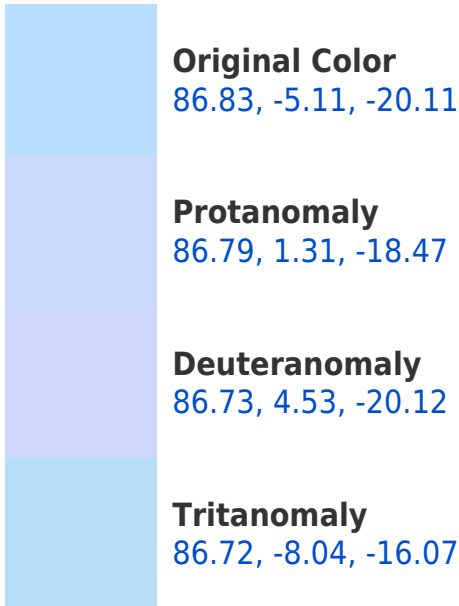 Original Color
86.83, -5.11, -20.11
Protanomaly
86.79, 1.31, -18.47
Deuteranomaly
86.73, 4.53, -20.12
Tritanomaly
86.72, -8.04, -16.07